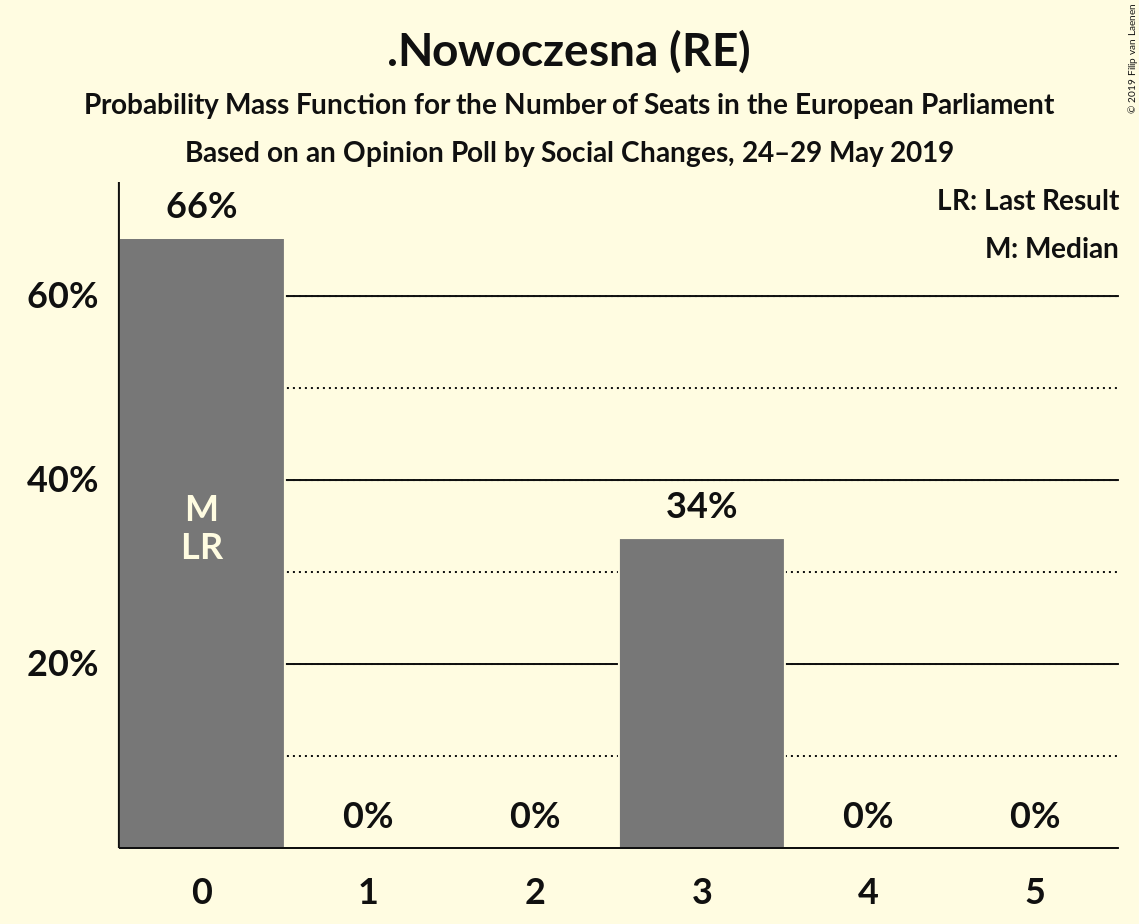 .Nowoczesna (RE)
Probability Mass Function for the Number of Seats in the European Parliament
Based on an Opinion Poll by Social Changes, 24–29 May 2019
© 2019 Filip van Laenen
LR: Last Result
M: Median
66%
60%
40%
20%
M
LR
34%
0%
0%
0%
0%
0
1
2
3
4
5